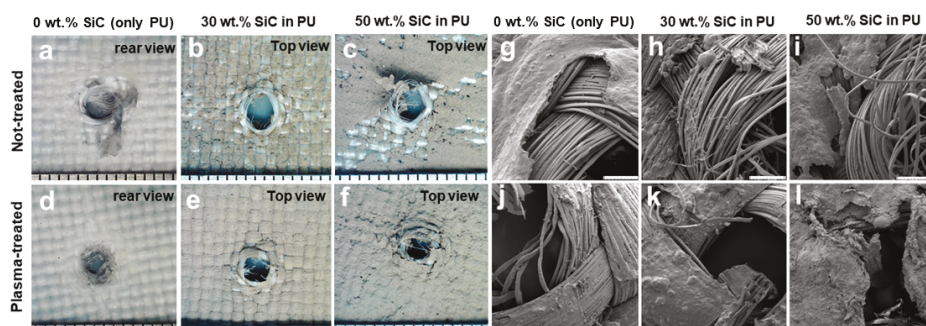 0 wt.% SiC (only PU) 30 wt.% SiC in PU 50 wt.% SiC in PU 0 wt.% SiC (only PU) 30 wt.% SiC in PU 50 wt.% SiC in PU
Not-treated
a rear view
b Top view
c Top view
g
h
i
Plasma-treated
d rear view
e Top view
f Top view
j
k
l